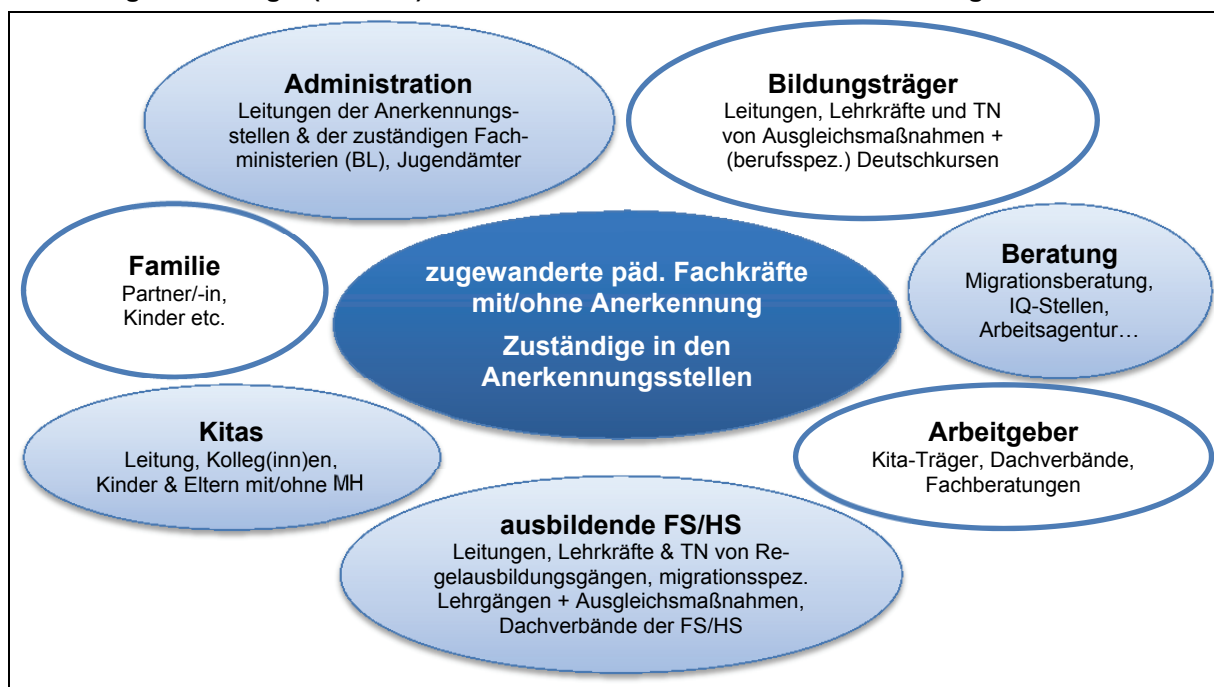 Administration
Leitungen der Anerkennungs-
stellen & der zuständigen Fach-
ministerien (BL), Jugendämter
Bildungsträger
Leitungen, Lehrkräfte und TN
von Ausgleichsmaßnahmen +
(berufsspez.) Deutschkursen
Familie
Partner/-in,
Kinder etc.
zugewanderte päd. Fachkräfte
mit/ohne Anerkennung
Zuständige in den
Anerkennungsstellen
Beratung
Migrationsberatung,
IQ-Stellen,
Arbeitsagentur…
Kitas
Leitung, Kolleg(inn)en,
Kinder & Eltern mit/ohne MH
Arbeitgeber
Kita-Träger, Dachverbände,
Fachberatungen
ausbildende FS/HS
Leitungen, Lehrkräfte & TN von Re-
gelausbildungsgängen, migrationsspez.
Lehrgängen + Ausgleichsmaßnahmen,
Dachverbände der FS/HS